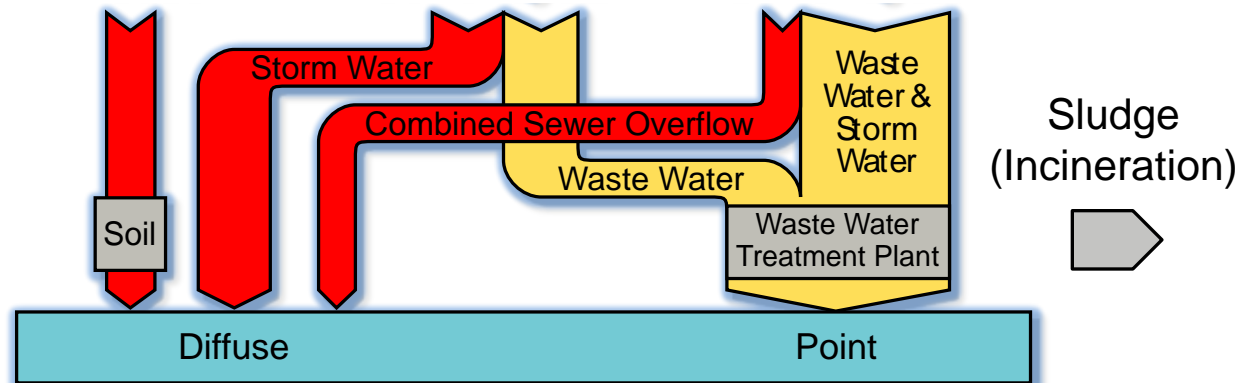 Storm Water
Combined Sewer Overflow
Waste
Water &
Storm
Water
Sludge
(Incineration)
Waste Water
Soil
Waste Water
Treatment Plant
Diffuse
Point